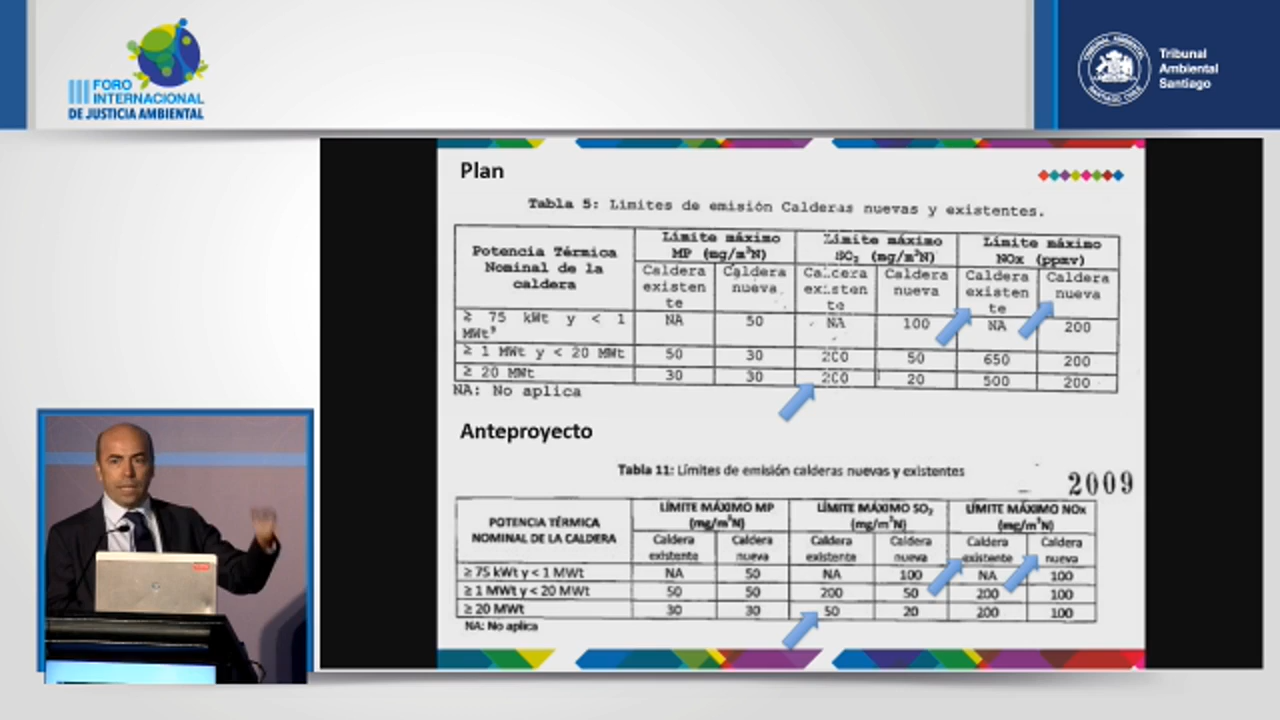 III FORO
INTERNACIONAL
DE JUSTICIA AMBIENTAL
TRIBUNAL AMBIENTAL
SANTIAGO CHILE
Tribunal
Ambiental
Santiago
Plan
Tabla 5: Límites de emisión Calderas nuevas y existentes.
Potencia Térmica Nominal de la caldera | Límite máximo MP (mg/m³N) | Límite máximo SO₂ (mg/m³N) | Límite máximo NOx (ppmv)
Caldera existente | Caldera nueva | Caldera existente | Caldera nueva | Caldera existente | Caldera nueva
≥ 75 kWt y < 1 MWt⁹ | NA | 50 | NA | 100 | NA | 200
≥ 1 MWt y < 20 MWt | 50 | 30 | 200 | 50 | 650 | 200
≥ 20 MWt | 30 | 30 | 200 | 20 | 500 | 200
NA: No aplica
Anteproyecto
Tabla 11: Límites de emisión calderas nuevas y existentes
2009
POTENCIA TÉRMICA NOMINAL DE LA CALDERA | LÍMITE MÁXIMO MP (mg/m³N) | LÍMITE MÁXIMO SO₂ (mg/m³N) | LÍMITE MÁXIMO NOx (mg/m³N)
Caldera existente | Caldera nueva | Caldera existente | Caldera nueva | Caldera existente | Caldera nueva
≥ 75 kWt y < 1 MWt | NA | 50 | NA | 100 | NA | 100
≥ 1 MWt y < 20 MWt | 50 | 50 | 200 | 50 | 200 | 100
≥ 20 MWt | 30 | 30 | 50 | 20 | 200 | 100
NA: No aplica